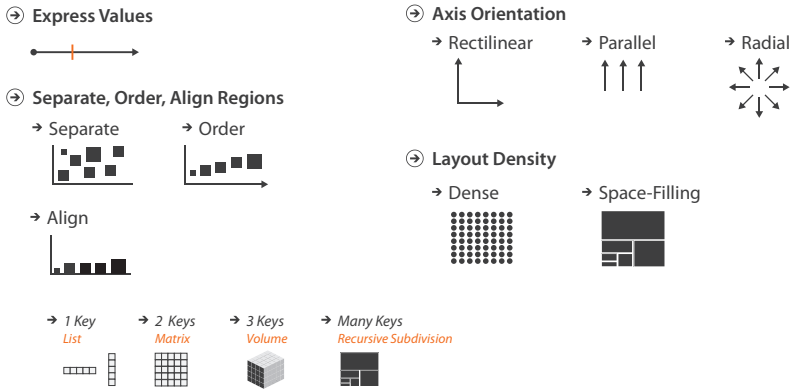 Express Values
Separate, Order, Align Regions
Separate
Order
Align
1 Key
List
2 Keys
Matrix
3 Keys
Volume
Many Keys
Recursive Subdivision
Axis Orientation
Rectilinear
Parallel
Radial
Layout Density
Dense
Space-Filling